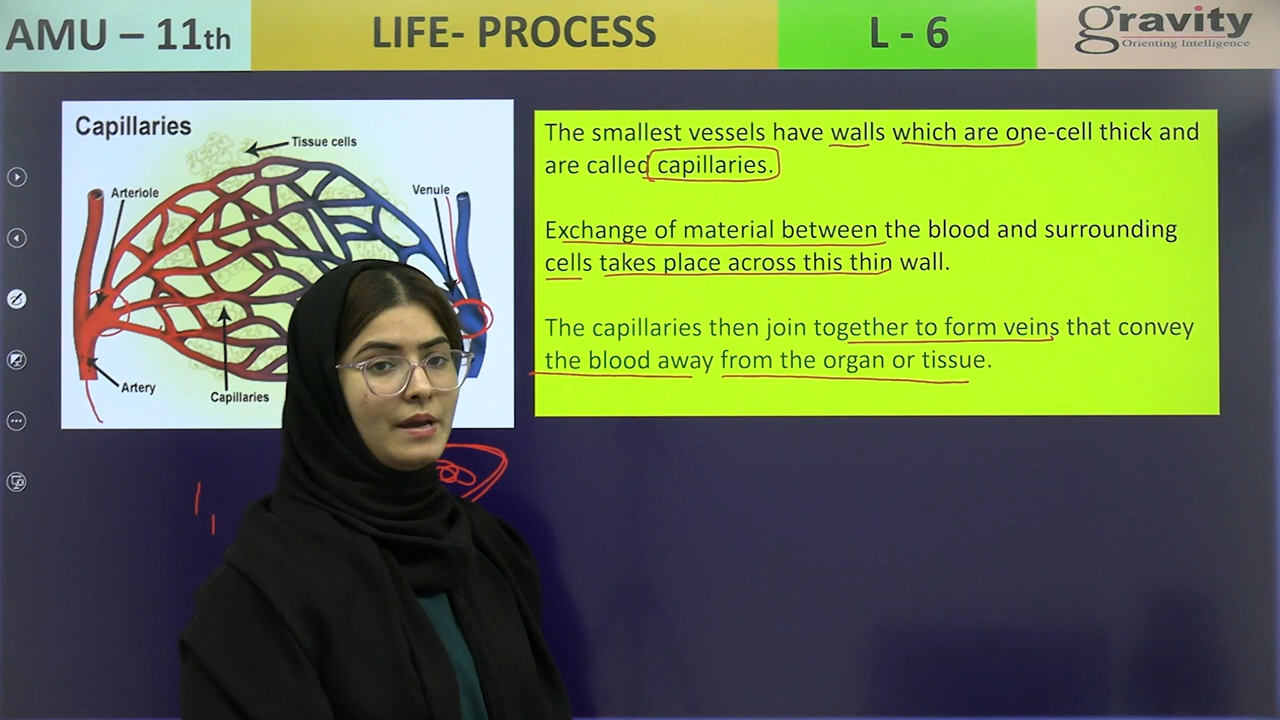 AMU – 11th
LIFE- PROCESS
L - 6
gravity
Orienting Intelligence
Capillaries
Tissue cells
Arteriole
Venule
Artery
Capillaries
The smallest vessels have walls which are one-cell thick and
are called capillaries.
Exchange of material between the blood and surrounding
cells takes place across this thin wall.
The capillaries then join together to form veins that convey
the blood away from the organ or tissue.